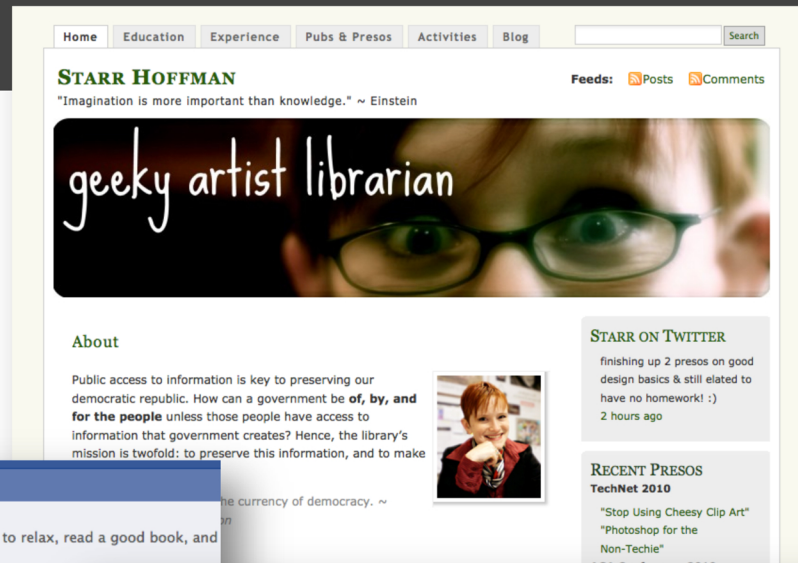 Home Education Experience Pubs & Presos Activities Blog Search
STARR HOFFMAN
Feeds: Posts Comments
"Imagination is more important than knowledge." ~ Einstein
geeky artist librarian
About
Public access to information is key to preserving our
democratic republic. How can a government be of, by, and
for the people unless those people have access to
information that government creates? Hence, the library's
mission is twofold: to preserve this information, and to make
he currency of democracy. ~
on
to relax, read a good book, and
STARR ON TWITTER
finishing up 2 presos on good
design basics & still elated to
have no homework! :)
2 hours ago
RECENT PRESOS
TechNet 2010
"Stop Using Cheesy Clip Art"
"Photoshop for the
Non-Techie"